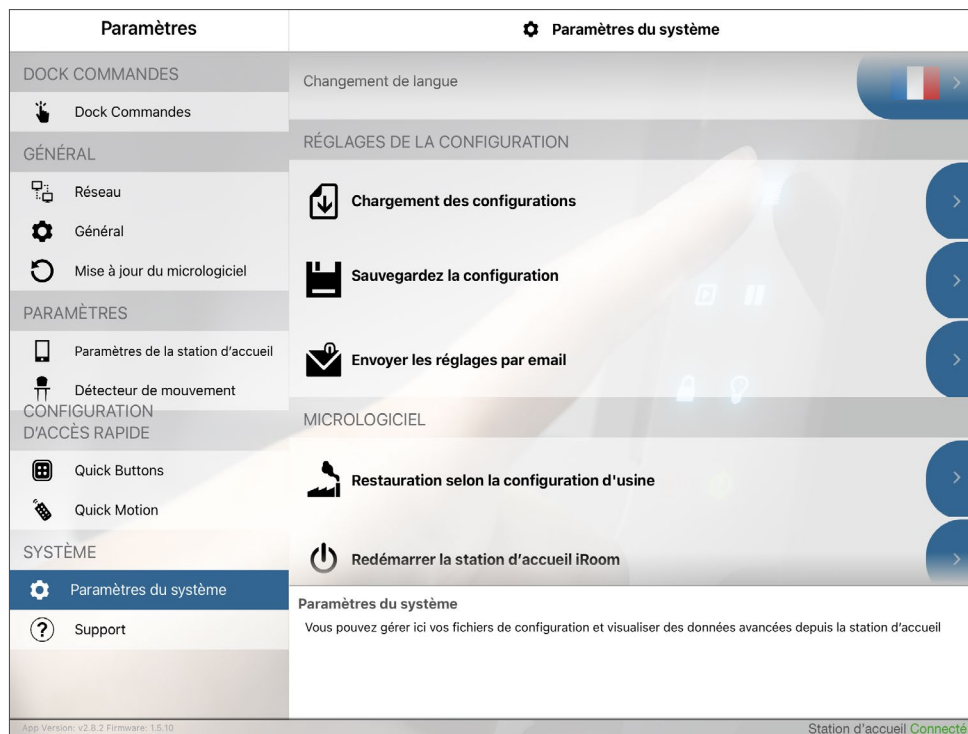 Paramètres
Paramètres du système
DOCK COMMANDES
Dock Commandes
GÉNÉRAL
Réseau
Général
Mise à jour du micrologiciel
PARAMÈTRES
Paramètres de la station d'accueil
Détecteur de mouvement
CONFIGURATION
D'ACCÈS RAPIDE
Quick Buttons
Quick Motion
SYSTÈME
Paramètres du système
Support
App Version: v2.8.2 Firmware: 1.5.10
Changement de langue
RÉGLAGES DE LA CONFIGURATION
Chargement des configurations
Sauvegardez la configuration
Envoyer les réglages par email
MICROLOGICIEL
Restauration selon la configuration d'usine
Redémarrer la station d'accueil iRoom
Paramètres du système
Vous pouvez gérer ici vos fichiers de configuration et visualiser des données avancées depuis la station d'accueil
Station d'accueil Connecté